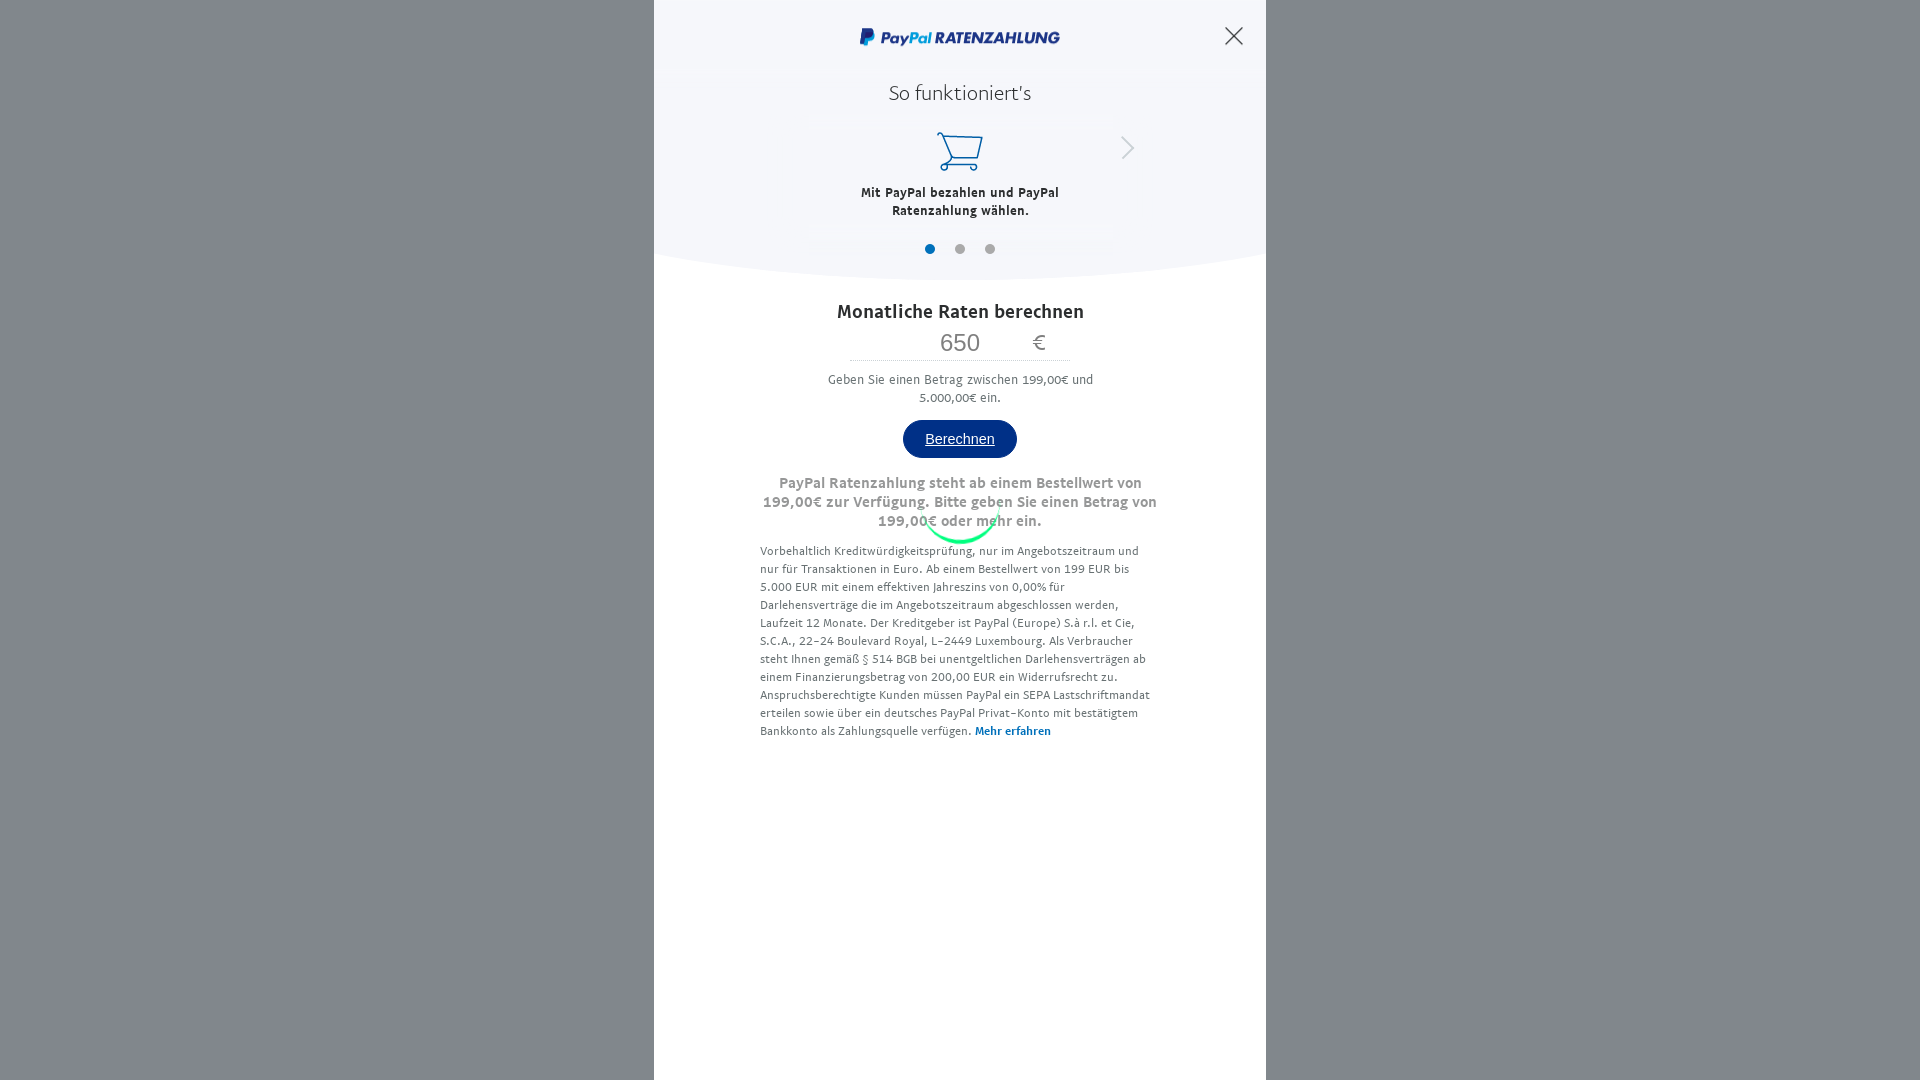 PayPal RATENZAHLUNG
So funktioniert's
Mit PayPal bezahlen und PayPal
Ratenzahlung wählen.
Monatliche Raten berechnen
650 €
Geben Sie einen Betrag zwischen 199,00€ und
5.000,00€ ein.
Berechnen
PayPal Ratenzahlung steht ab einem Bestellwert von
199,00€ zur Verfügung. Bitte geben Sie einen Betrag von
199,00€ oder mehr ein.
Vorbehaltlich Kreditwürdigkeitsprüfung, nur im Angebotszeitraum und
nur für Transaktionen in Euro. Ab einem Bestellwert von 199 EUR bis
5.000 EUR mit einem effektiven Jahreszins von 0,00% für
Darlehensverträge die im Angebotszeitraum abgeschlossen werden,
Laufzeit 12 Monate. Der Kreditgeber ist PayPal (Europe) S.à r.l. et Cie,
S.C.A., 22-24 Boulevard Royal, L-2449 Luxembourg. Als Verbraucher
steht Ihnen gemäß § 514 BGB bei unentgeltlichen Darlehensverträgen ab
einem Finanzierungsbetrag von 200,00 EUR ein Widerrufsrecht zu.
Anspruchsberechtigte Kunden müssen PayPal ein SEPA Lastschriftmandat
erteilen sowie über ein deutsches PayPal Privat-Konto mit bestätigtem
Bankkonto als Zahlungsquelle verfügen. Mehr erfahren